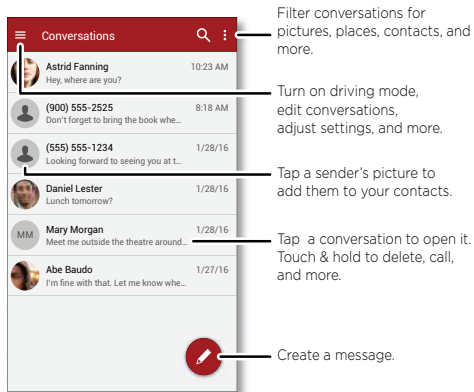 Conversations
Astrid Fanning 10:23 AM
Hey, where are you?
(900) 555-2525 8:18 AM
Don't forget to bring the book whe...
(555) 555-1234 1/28/16
Looking forward to seeing you at t...
Daniel Lester 1/28/16
Lunch tomorrow?
MM
Mary Morgan 1/28/16
Meet me outside the theatre around...
Abe Baudo 1/27/16
I'm fine with that. Let me know whe...
Filter conversations for
pictures, places, contacts, and
more.
Turn on driving mode,
edit conversations,
adjust settings, and more.
Tap a sender's picture to
add them to your contacts.
Tap a conversation to open it.
Touch & hold to delete, call,
and more.
Create a message.